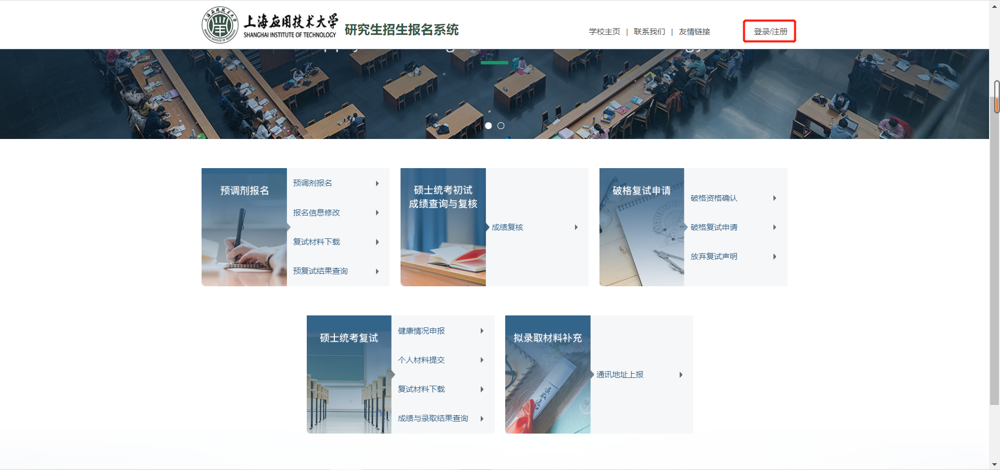 上海应用技术大学
SHANGHAI INSTITUTE OF TECHNOLOGY
研究生招生报名系统
学校主页 | 联系我们 | 友情链接
登录/注册
预调剂报名
预调剂报名
报名信息修改
复试材料下载
预复试结果查询
硕士统考初试
成绩查询与复核
成绩复核
破格复试申请
破格资格确认
破格复试申请
放弃复试声明
硕士统考复试
健康情况申报
个人材料提交
复试材料下载
成绩与录取结果查询
拟录取材料补充
通讯地址上报